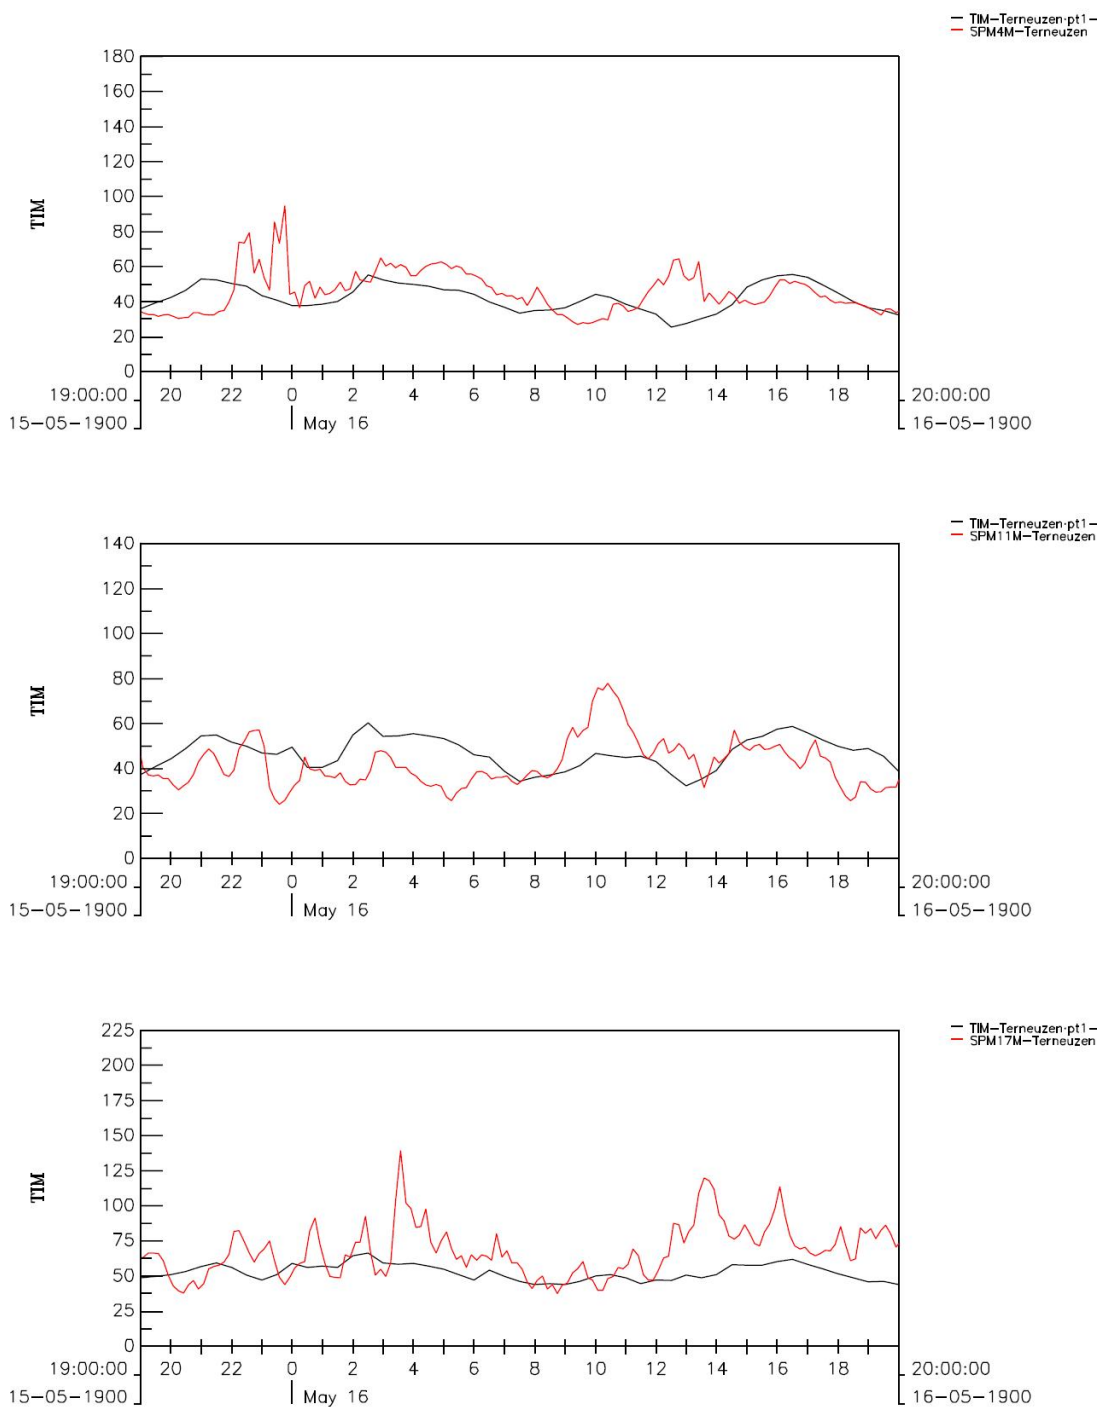 TIM–Terneuzen·pt1–
SPM4M–Terneuzen
180
160
140
120
100
80
60
40
20
0
TIM
20 22 0 2 4 6 8 10 12 14 16 18
19:00:00 20:00:00
15–05–1900 May 16 16–05–1900
TIM–Terneuzen·pt1–
SPM11M–Terneuzen
140
120
100
80
60
40
20
0
TIM
20 22 0 2 4 6 8 10 12 14 16 18
19:00:00 20:00:00
15–05–1900 May 16 16–05–1900
TIM–Terneuzen·pt1–
SPM17M–Terneuzen
225
200
175
150
125
100
75
50
25
0
TIM
20 22 0 2 4 6 8 10 12 14 16 18
19:00:00 20:00:00
15–05–1900 May 16 16–05–1900